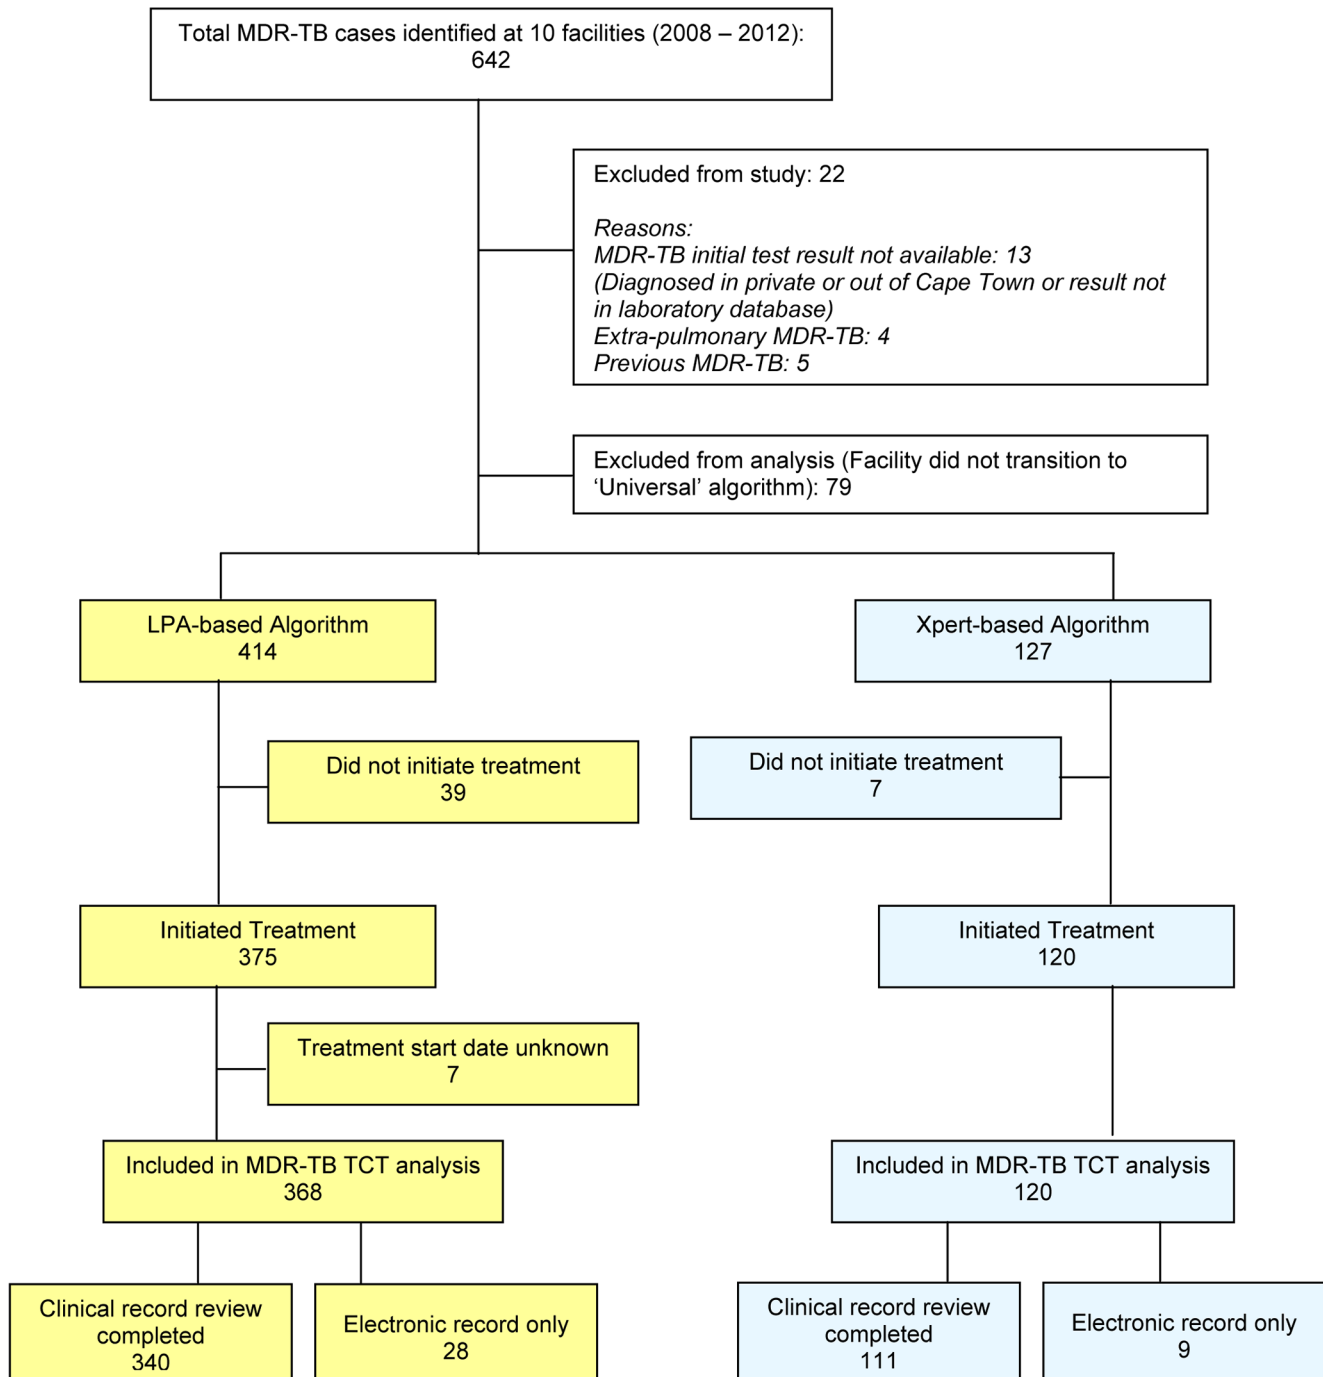 Total MDR-TB cases identified at 10 facilities (2008 – 2012):
642
Excluded from study: 22
Reasons:
MDR-TB initial test result not available: 13
(Diagnosed in private or out of Cape Town or result not
in laboratory database)
Extra-pulmonary MDR-TB: 4
Previous MDR-TB: 5
Excluded from analysis (Facility did not transition to
‘Universal’ algorithm): 79
LPA-based Algorithm
414
Xpert-based Algorithm
127
Did not initiate treatment
39
Did not initiate treatment
7
Initiated Treatment
375
Initiated Treatment
120
Treatment start date unknown
7
Included in MDR-TB TCT analysis
368
Included in MDR-TB TCT analysis
120
Clinical record review
completed
340
Electronic record only
28
Clinical record review
completed
111
Electronic record only
9